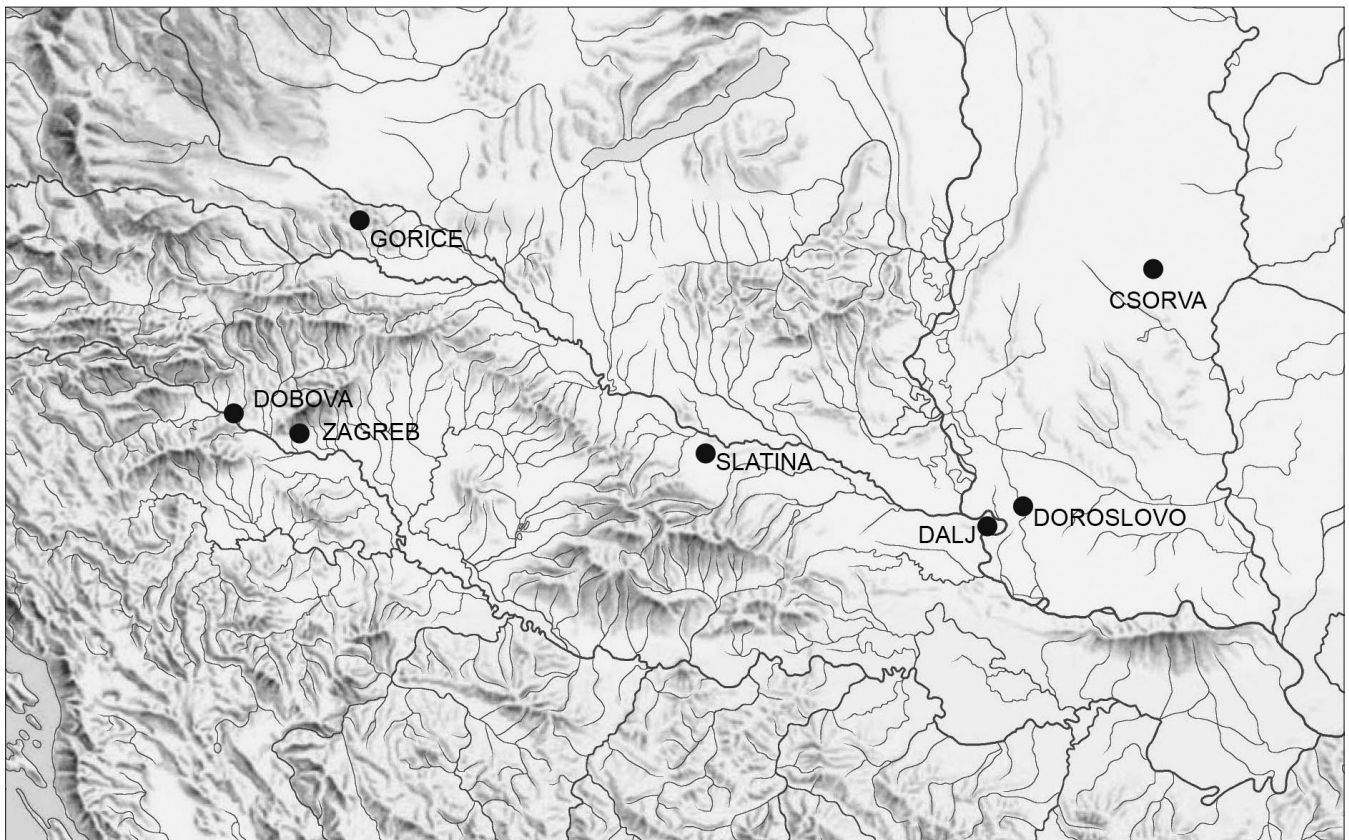 GORICE
CSORVA
DOBOVA
ZAGREB
SLATINA
DOROSLOVO
DALJ